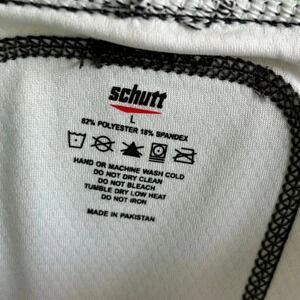 schutt
L
82% POLYESTER 18% SPANDEX
HAND OR MACHINE WASH COLD
DO NOT DRY CLEAN
DO NOT BLEACH
TUMBLE DRY LOW HEAT
DO NOT IRON
MADE IN PAKISTAN